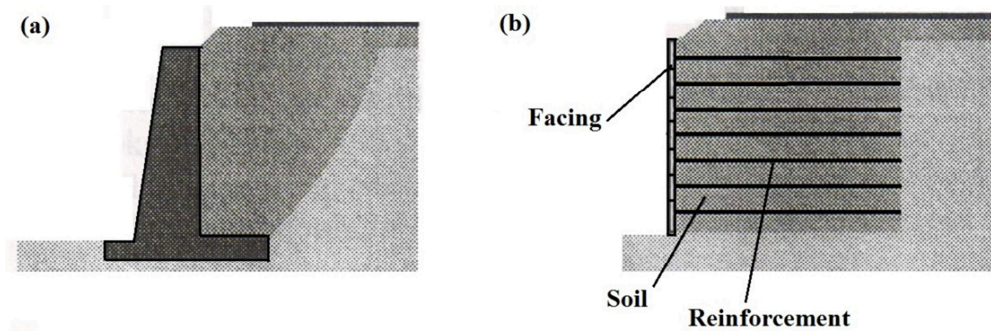 (a)
(b)
Facing
Soil
Reinforcement